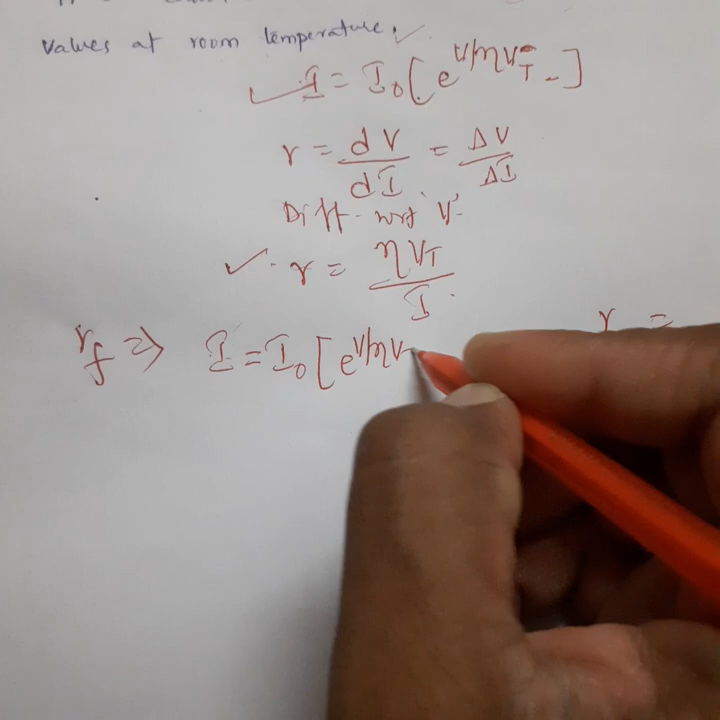 values at room temperature.
I = I₀ [e^V/ηV_T - ]
r = dV/dI = ΔV/ΔI
Diff. wrt V.
r = ηV_T/I
r_f ⇒ I = I₀ [e^V/ηV r =